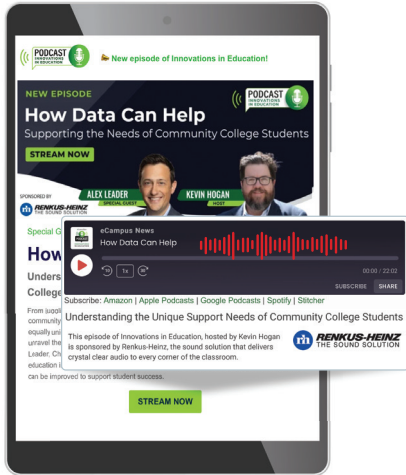 PODCAST
INNOVATIONS
IN EDUCATION
New episode of Innovations in Education!
NEW EPISODE
PODCAST
INNOVATIONS
IN EDUCATION
How Data Can Help
Supporting the Needs of Community College Students
STREAM NOW
SPONSORED BY
RENKUS-HEINZ
THE SOUND SOLUTION
ALEX LEADER
SPECIAL GUEST
KEVIN HOGAN
HOST
Special G
How
Unders
College
From juggli
community
equally uni
unravel the
Leader. Ch
education i
can be improved to support student success.
STREAM NOW
eCampus News
How Data Can Help
1x
00:00 / 22:02
SUBSCRIBE
SHARE
Subscribe: Amazon | Apple Podcasts | Google Podcasts | Spotify | Stitcher
Understanding the Unique Support Needs of Community College Students
This episode of Innovations in Education, hosted by Kevin Hogan
is sponsored by Renkus-Heinz, the sound solution that delivers
crystal clear audio to every corner of the classroom.
rh RENKUS-HEINZ
THE SOUND SOLUTION